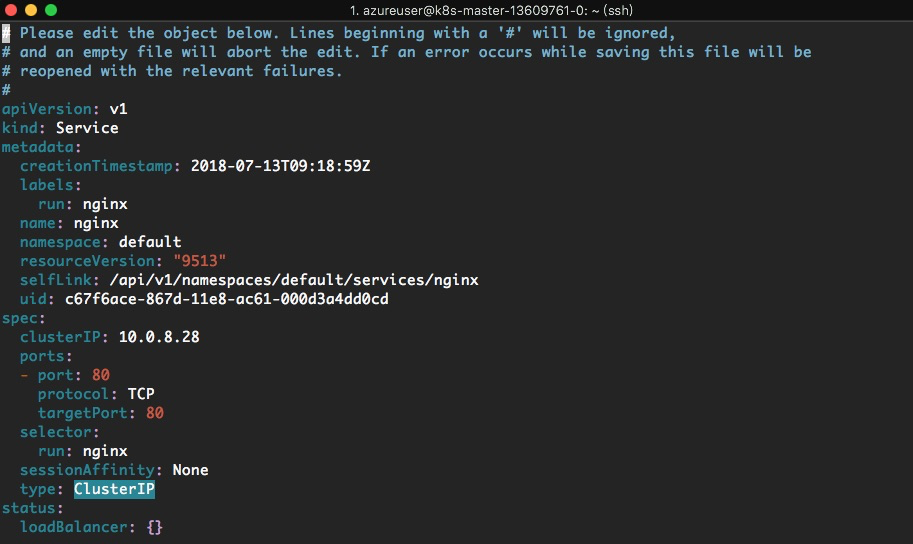 1. azureuser@k8s-master-13609761-0: ~ (ssh)
# Please edit the object below. Lines beginning with a '#' will be ignored,
# and an empty file will abort the edit. If an error occurs while saving this file will be
# reopened with the relevant failures.
#
apiVersion: v1
kind: Service
metadata:
  creationTimestamp: 2018-07-13T09:18:59Z
  labels:
    run: nginx
  name: nginx
  namespace: default
  resourceVersion: "9513"
  selfLink: /api/v1/namespaces/default/services/nginx
  uid: c67f6ace-867d-11e8-ac61-000d3a4dd0cd
spec:
  clusterIP: 10.0.8.28
  ports:
  - port: 80
    protocol: TCP
    targetPort: 80
  selector:
    run: nginx
  sessionAffinity: None
  type: ClusterIP
status:
  loadBalancer: {}